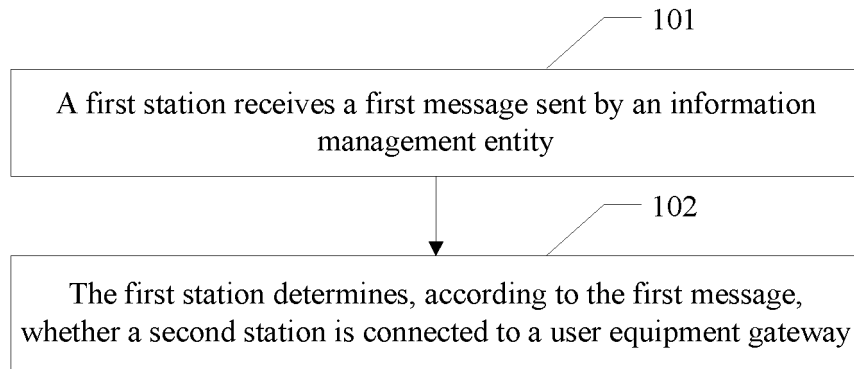 101
A first station receives a first message sent by an information
management entity
102
The first station determines, according to the first message,
whether a second station is connected to a user equipment gateway